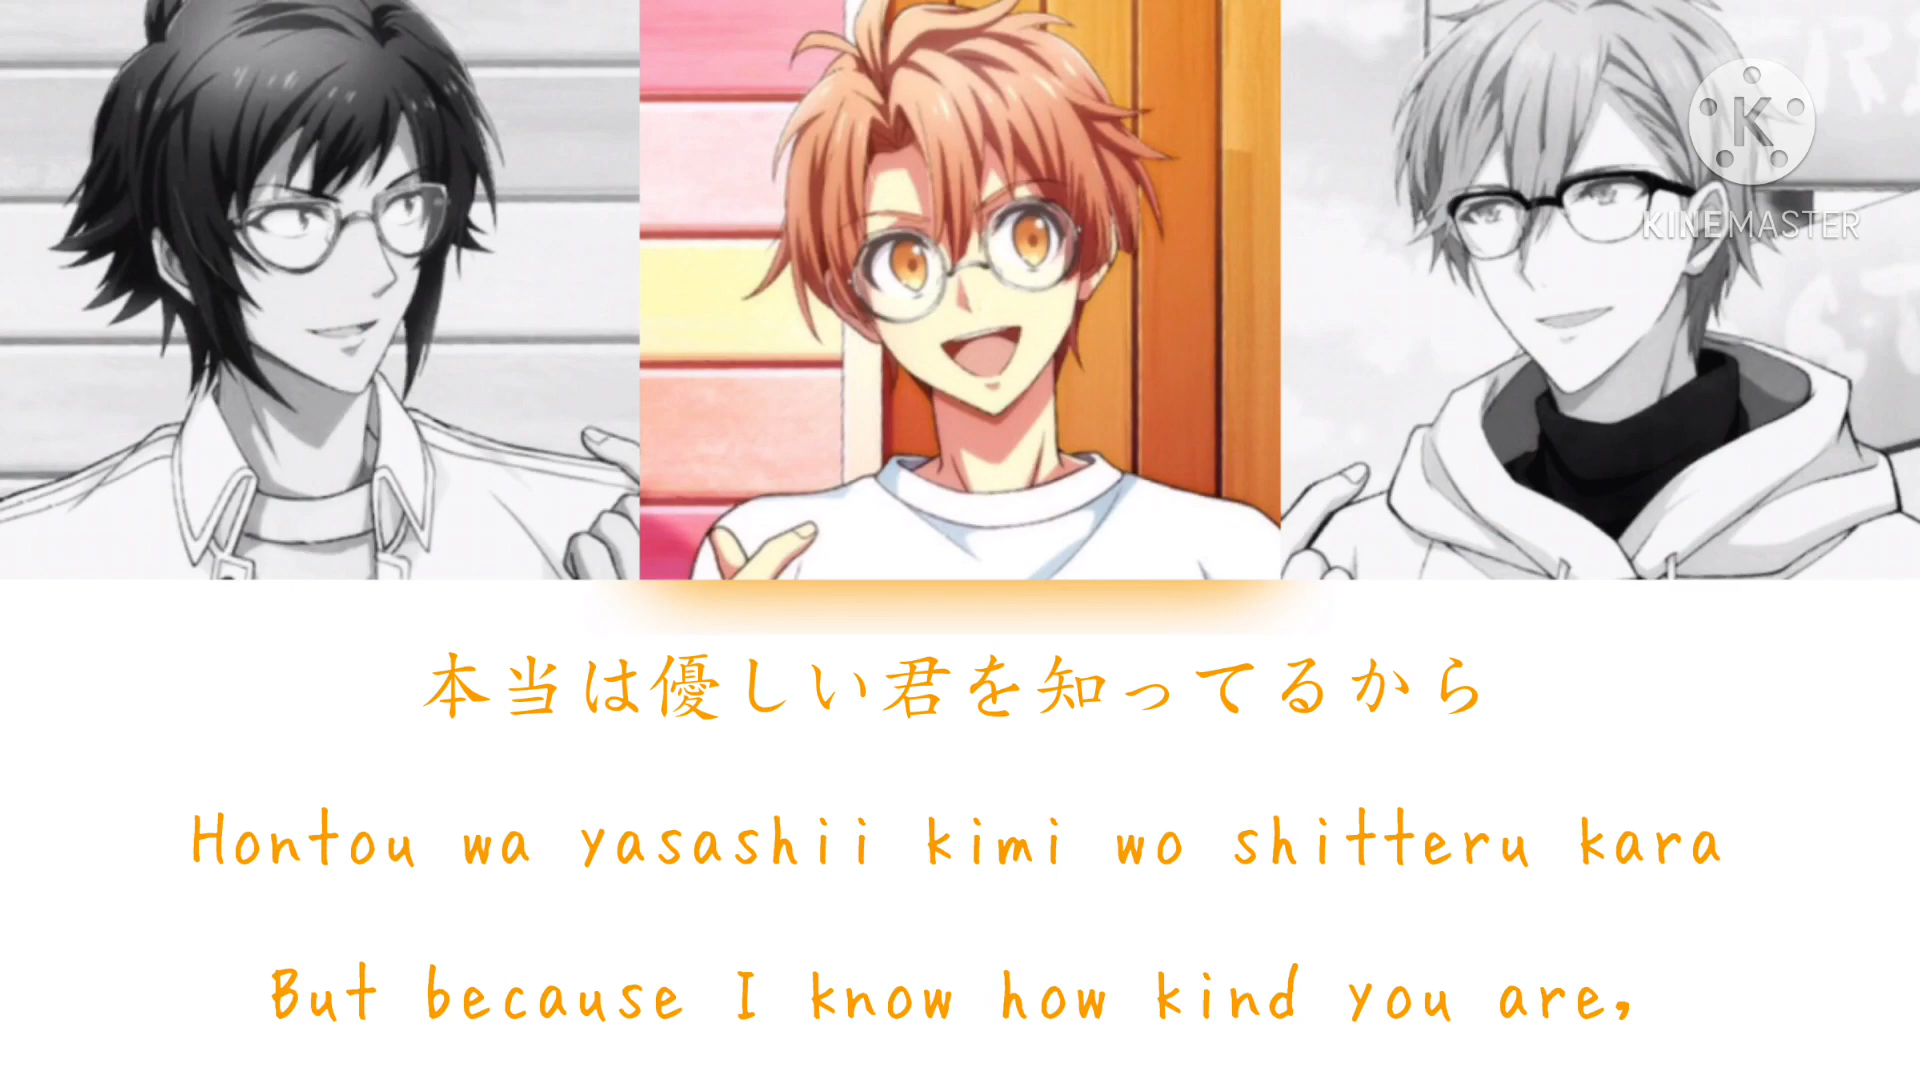 K
KINEMASTER
本当は優しい君を知ってるから
Hontou wa yasashii kimi wo shitteru kara
But because I know how kind you are,